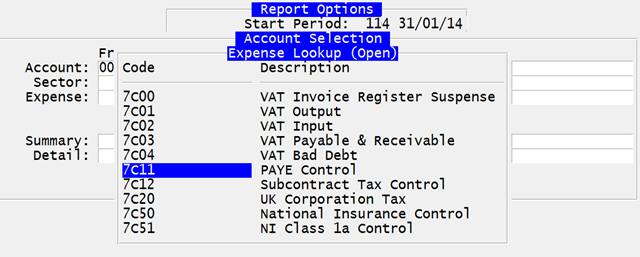 Report Options
Start Period: 114 31/01/14
Account Selection
Expense Lookup (Open)
Fr
Account: 00
Sector:
Expense:
Summary:
Detail:
Code Description
7C00 VAT Invoice Register Suspense
7C01 VAT Output
7C02 VAT Input
7C03 VAT Payable & Receivable
7C04 VAT Bad Debt
7C11 PAYE Control
7C12 Subcontract Tax Control
7C20 UK Corporation Tax
7C50 National Insurance Control
7C51 NI Class 1a Control